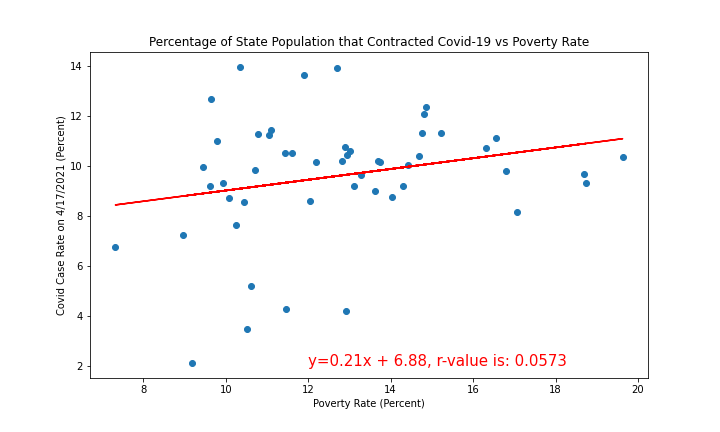 Percentage of State Population that Contracted Covid-19 vs Poverty Rate
14
12
10
8
6
4
2
Covid Case Rate on 4/17/2021 (Percent)
y=0.21x + 6.88, r-value is: 0.0573
8 10 12 14 16 18 20
Poverty Rate (Percent)